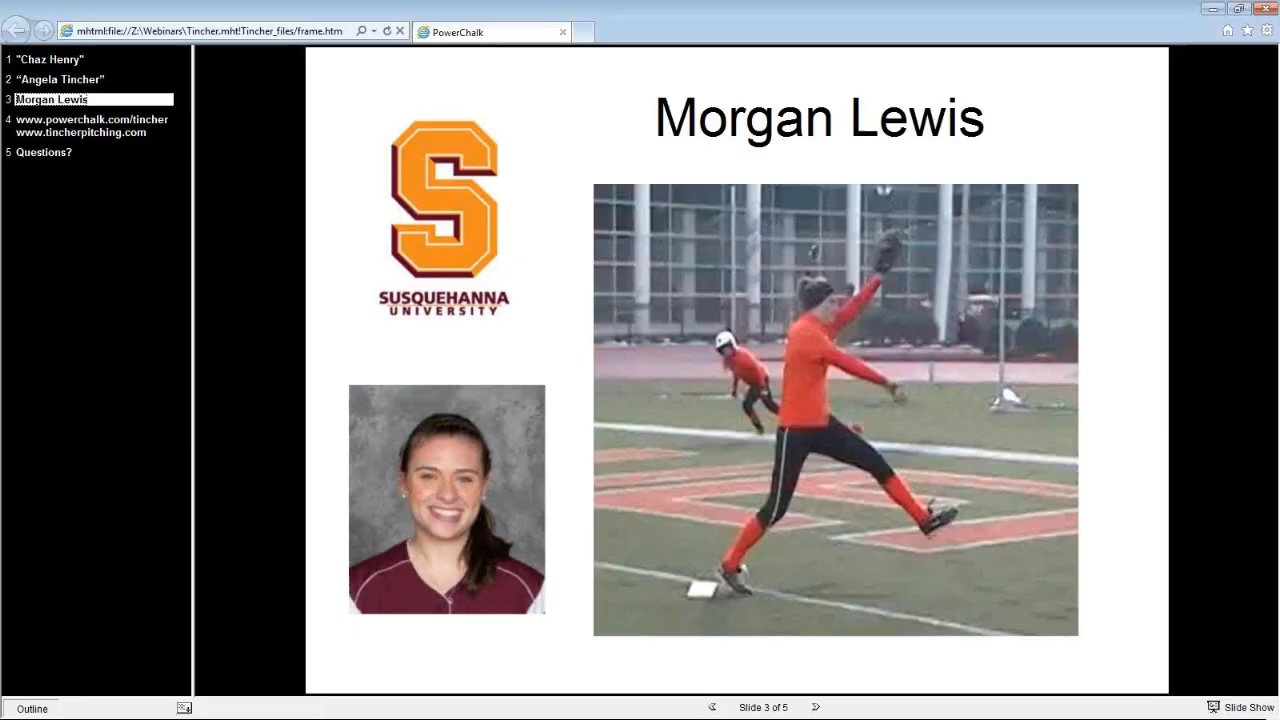 mhtml:file://Z:\Webinars\Tincher.mht!Tincher_files/frame.htm
PowerChalk
1 "Chaz Henry"
2 “Angela Tincher”
3 Morgan Lewis
4 www.powerchalk.com/tincher
www.tincherpitching.com
5 Questions?
Morgan Lewis
S
SUSQUEHANNA
UNIVERSITY
Outline
Slide 3 of 5
Slide Show